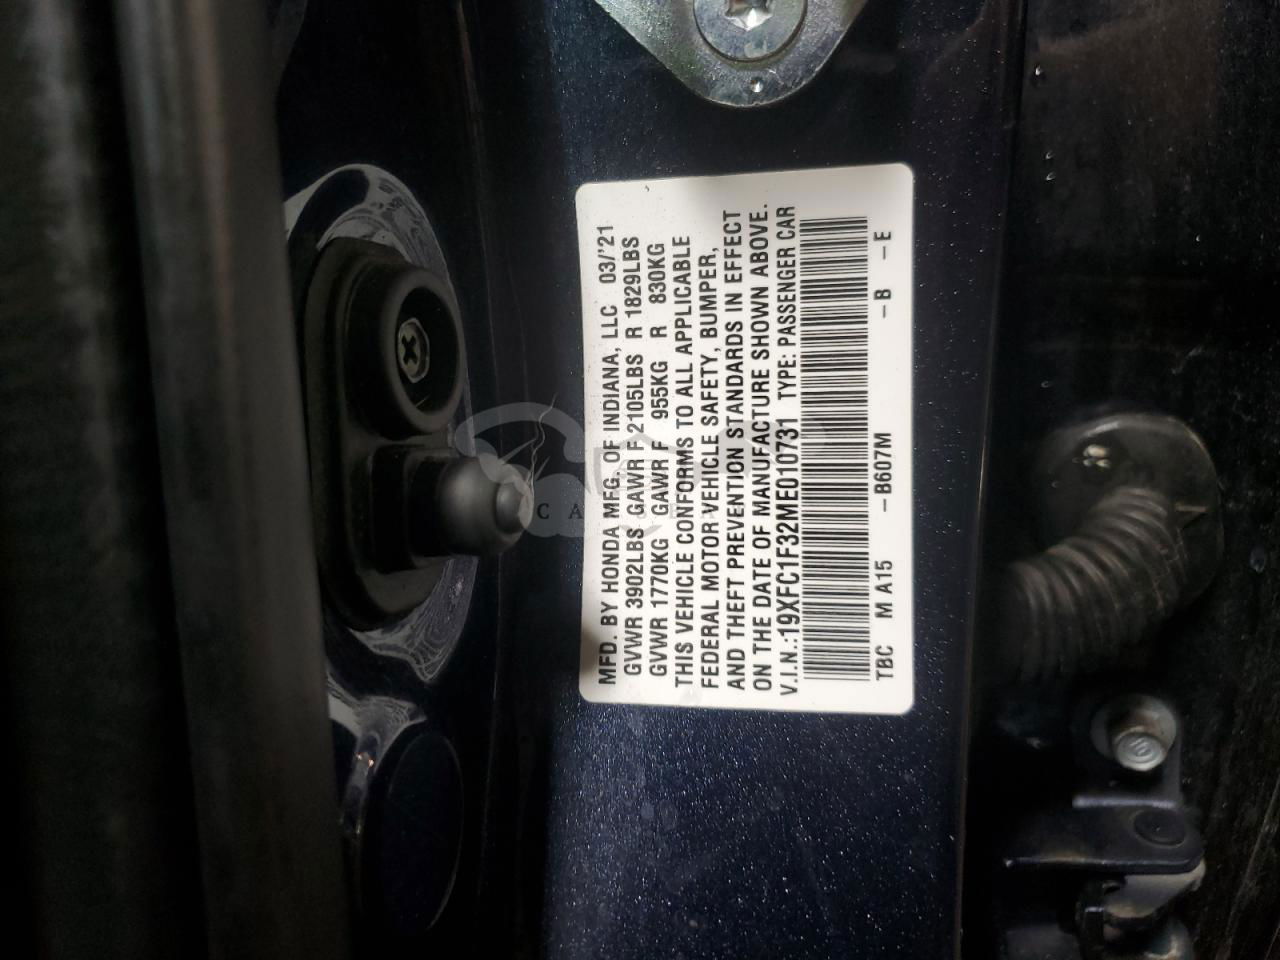 MFD. BY HONDA MFG. OF INDIANA, LLC 03/'21
GVWR 3902LBS GAWR F 2105LBS R 1829LBS
GVWR 1770KG GAWR F 955KG R 830KG
THIS VEHICLE CONFORMS TO ALL APPLICABLE
FEDERAL MOTOR VEHICLE SAFETY, BUMPER,
AND THEFT PREVENTION STANDARDS IN EFFECT
ON THE DATE OF MANUFACTURE SHOWN ABOVE.
V.I.N.:19XFC1F32ME010731 TYPE: PASSENGER CAR
TBC M A15 – B607M – B – E